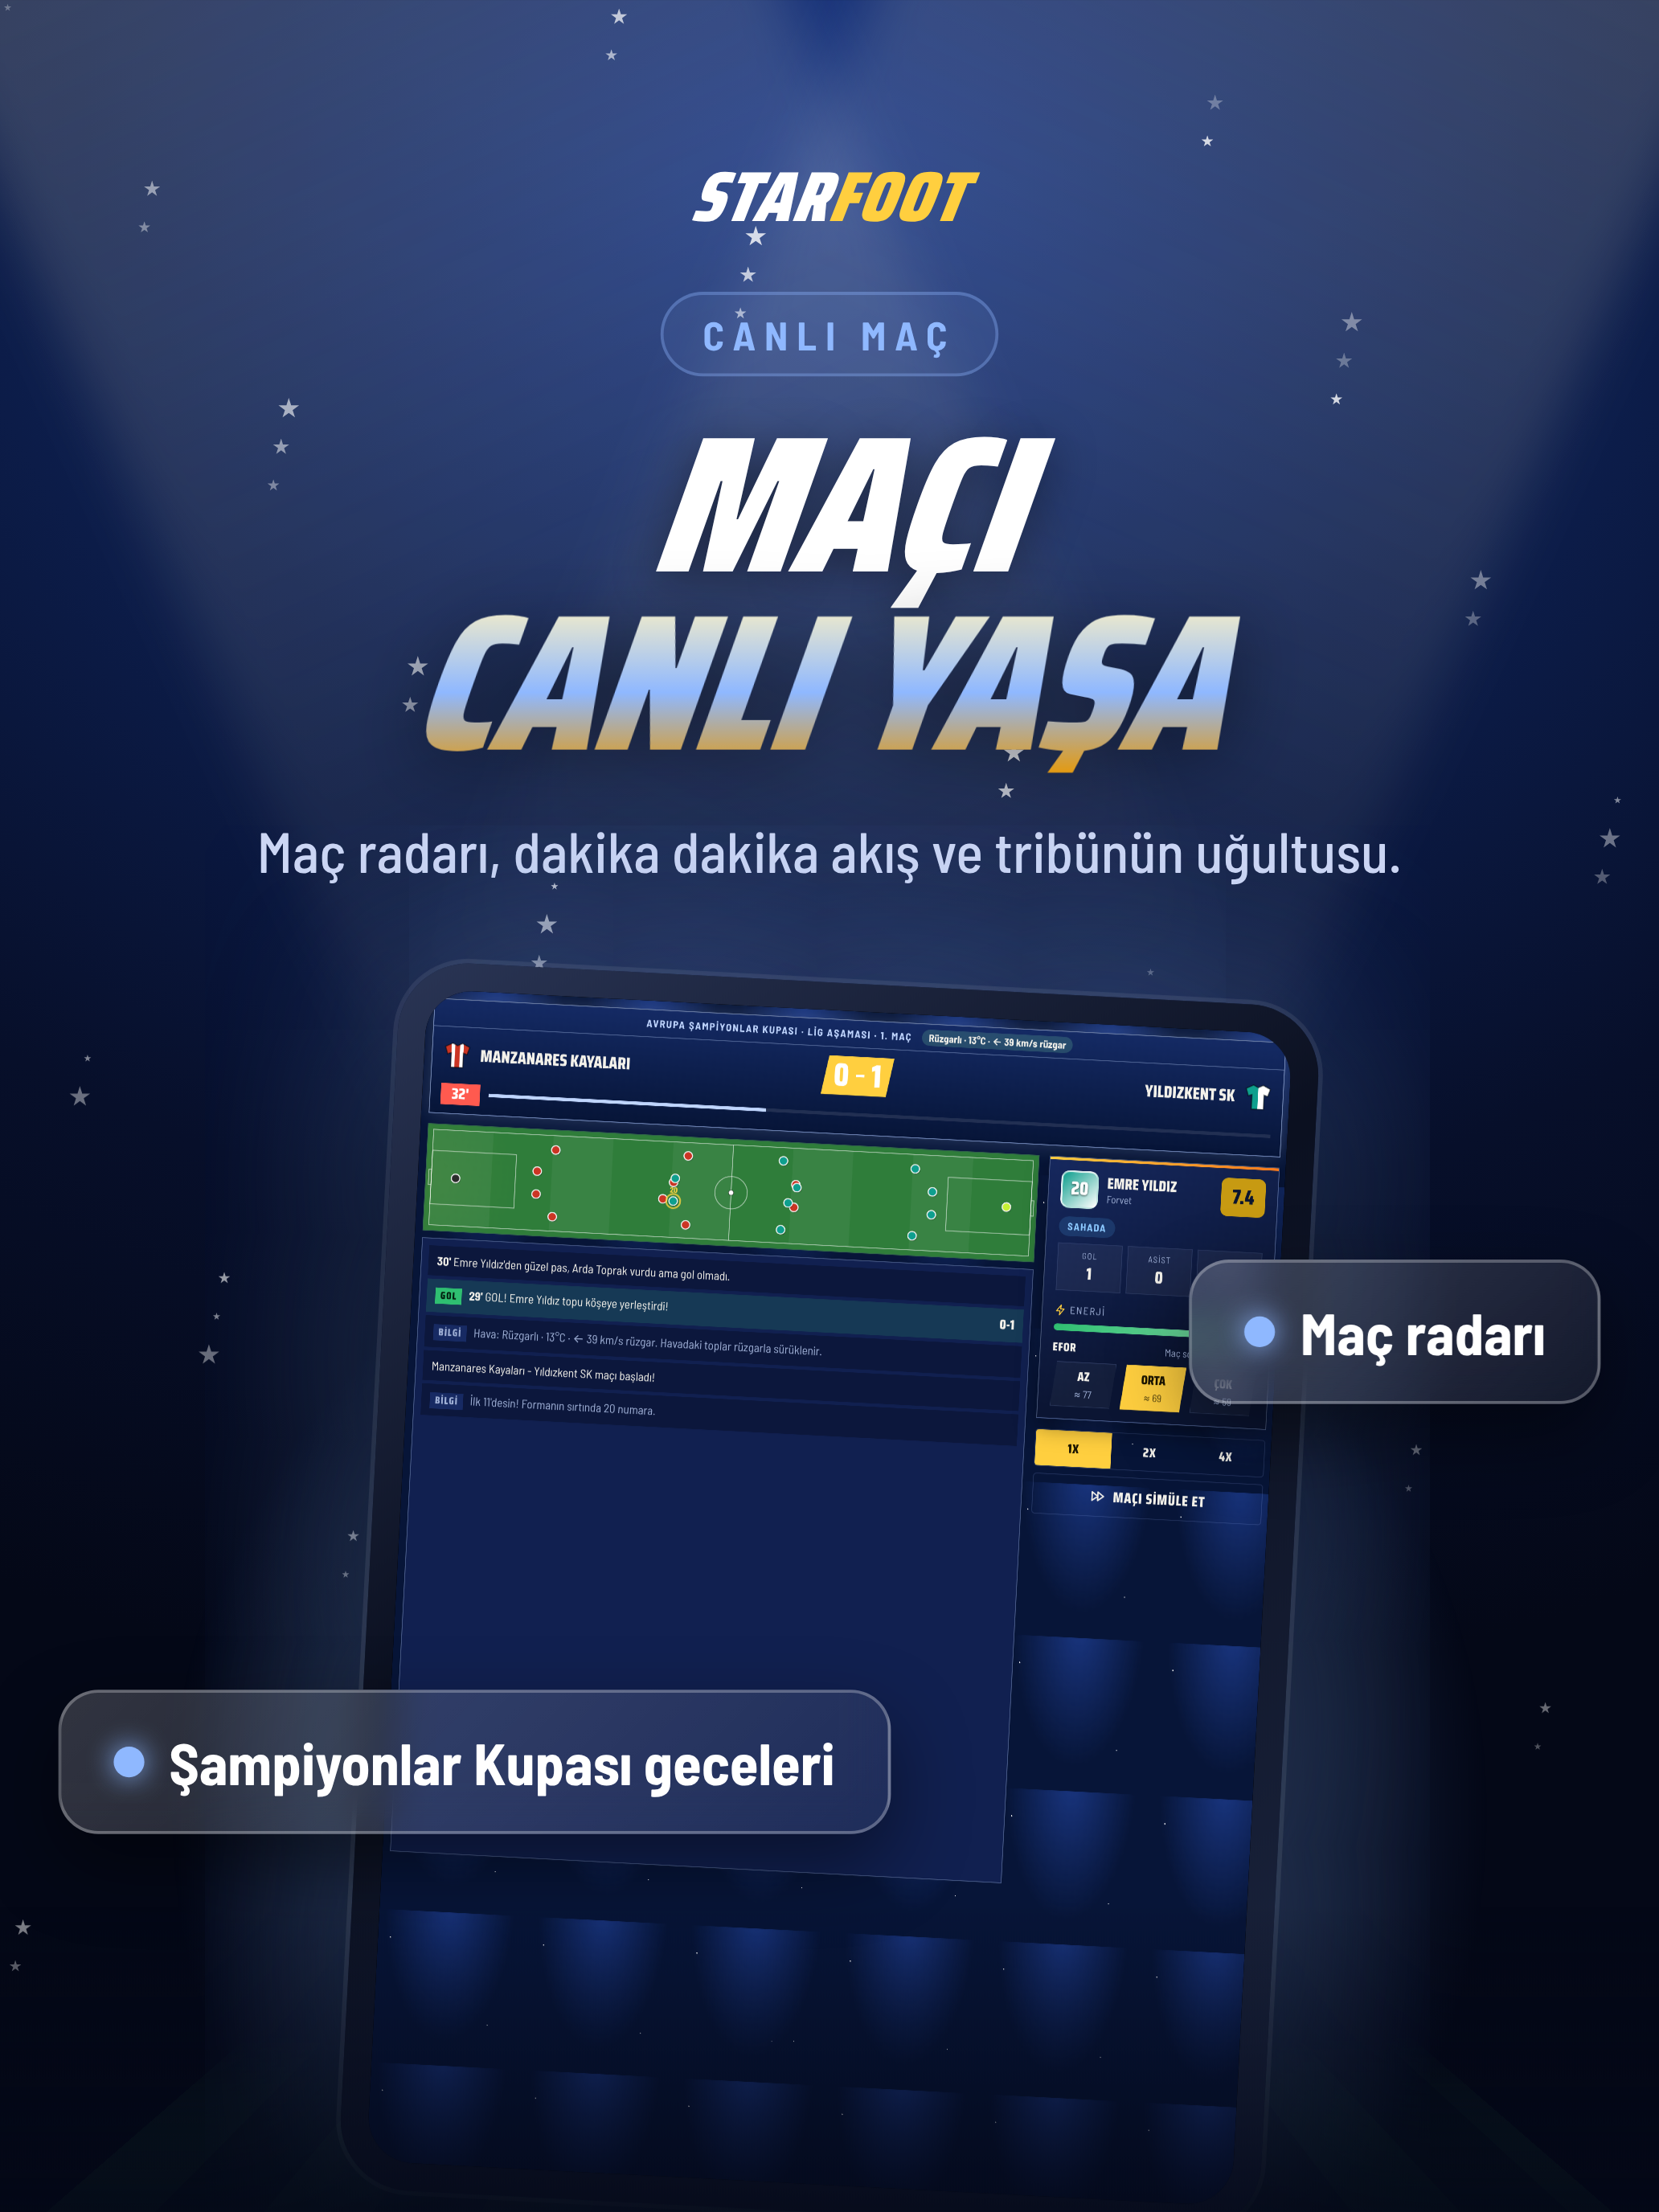 STARFOOT
CANLI MAÇ
MAÇI
CANLI YAŞA
Maç radarı, dakika dakika akış ve tribünün uğultusu.
AVRUPA ŞAMPİYONLAR KUPASI · LİG AŞAMASI · 1. MAÇ
Rüzgarlı · 13°C · ← 39 km/s rüzgar
MANZANARES KAYALARI
0 - 1
YILDIZKENT SK
32'
20
EMRE YILDIZ
Forvet
7.4
SAHADA
GOL
1
ASİST
0
ENERJİ
EFOR
AZ
≈ 77
ORTA
≈ 69
ÇOK
≈ 59
1X
2X
4X
MAÇI SİMÜLE ET
30' Emre Yıldız'den güzel pas, Arda Toprak vurdu ama gol olmadı.
GOL 29' GOL! Emre Yıldız topu köşeye yerleştirdi! 0-1
BİLGİ Hava: Rüzgarlı · 13°C · ← 39 km/s rüzgar. Havadaki toplar rüzgarla sürüklenir.
Manzanares Kayaları - Yıldızkent SK maçı başladı!
BİLGİ İlk 11'desin! Formanın sırtında 20 numara.
Maç radarı
Şampiyonlar Kupası geceleri